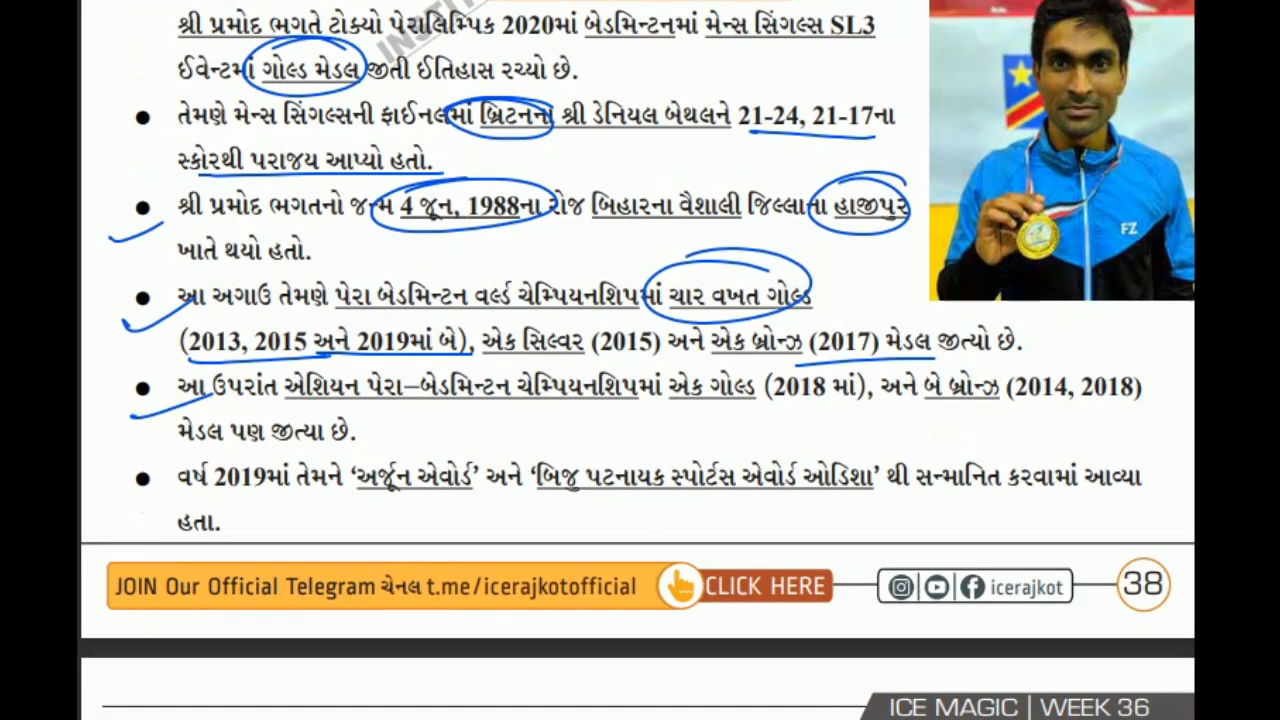 શ્રી પ્રમોદ ભગતે ટોક્યો પેરાલિમ્પિક 2020માં બેડમિન્ટનમાં મેન્સ સિંગલ્સ SL3
ઈવેન્ટમાં ગોલ્ડ મેડલ જીતી ઈતિહાસ રચ્યો છે.
● તેમણે મેન્સ સિંગલ્સની ફાઈનલમાં બ્રિટનના શ્રી ડેનિયલ બેથલને 21-24, 21-17ના
સ્કોરથી પરાજય આપ્યો હતો.
● શ્રી પ્રમોદ ભગતનો જન્મ 4 જૂન, 1988ના રોજ બિહારના વૈશાલી જિલ્લાના હાજીપુર
ખાતે થયો હતો.
● આ અગાઉ તેમણે પેરા બેડમિન્ટન વર્લ્ડ ચેમ્પિયનશિપમાં ચાર વખત ગોલ્ડ
(2013, 2015 અને 2019માં બે), એક સિલ્વર (2015) અને એક બ્રોન્ઝ (2017) મેડલ જીત્યો છે.
● આ ઉપરાંત એશિયન પેરા–બેડમિન્ટન ચેમ્પિયનશિપમાં એક ગોલ્ડ (2018 માં), અને બે બ્રોન્ઝ (2014, 2018)
મેડલ પણ જીત્યા છે.
● વર્ષ 2019માં તેમને ‘અર્જૂન એવોર્ડ’ અને ‘બિજુ પટનાયક સ્પોર્ટસ એવોર્ડ ઓડિશા’ થી સન્માનિત કરવામાં આવ્યા
હતા.
FZ
JOIN Our Official Telegram ચેનલ t.me/icerajkotofficial CLICK HERE icerajkot 38
ICE MAGIC | WEEK 36